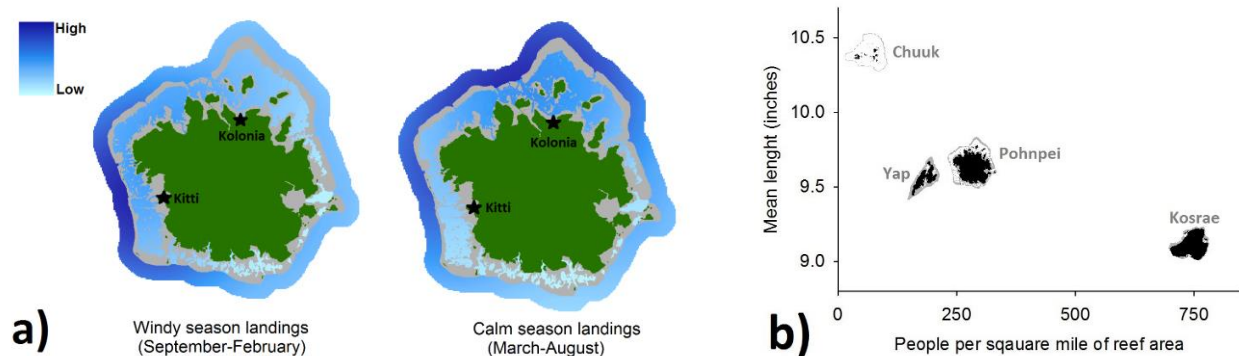 High
Low
Kolonia
Kitti
Windy season landings
(September-February)
a)
Kolonia
Kitti
Calm season landings
(March-August)
10.5
10.0
9.5
9.0
Mean lenght (inches)
Chuuk
Yap
Pohnpei
Kosrae
0
250
500
750
People per sqauare mile of reef area
b)